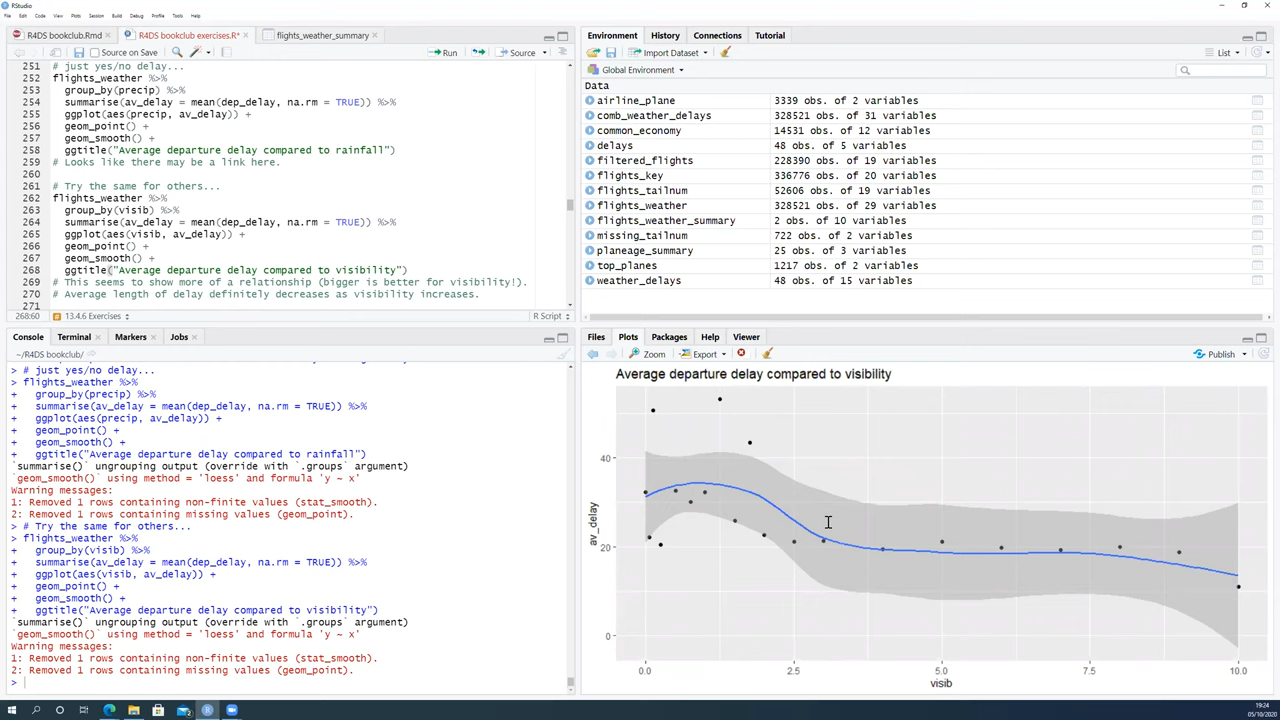 RStudio
File Edit Code View Plots Session Build Debug Profile Tools Help
R4DS bookclub.Rmd
R4DS bookclub exercises.R*
flights_weather_summary
Source on Save
Run
Source
251 # just yes/no delay...
252 flights_weather %>%
253 group_by(precip) %>%
254 summarise(av_delay = mean(dep_delay, na.rm = TRUE)) %>%
255 ggplot(aes(precip, av_delay)) +
256 geom_point() +
257 geom_smooth() +
258 ggtitle("Average departure delay compared to rainfall")
259 # Looks like there may be a link here.
260
261 # Try the same for others...
262 flights_weather %>%
263 group_by(visib) %>%
264 summarise(av_delay = mean(dep_delay, na.rm = TRUE)) %>%
265 ggplot(aes(visib, av_delay)) +
266 geom_point() +
267 geom_smooth() +
268 ggtitle("Average departure delay compared to visibility")
269 # This seems to show more of a relationship (bigger is better for visibility!).
270 # Average length of delay definitely decreases as visibility increases.
271
268:60
13.4.6 Exercises
R Script
Console Terminal Markers Jobs
~/R4DS bookclub/
> # just yes/no delay...
> flights_weather %>%
+ group_by(precip) %>%
+ summarise(av_delay = mean(dep_delay, na.rm = TRUE)) %>%
+ ggplot(aes(precip, av_delay)) +
+ geom_point() +
+ geom_smooth() +
+ ggtitle("Average departure delay compared to rainfall")
`summarise()` ungrouping output (override with `.groups` argument)
`geom_smooth()` using method = 'loess' and formula 'y ~ x'
Warning messages:
1: Removed 1 rows containing non-finite values (stat_smooth).
2: Removed 1 rows containing missing values (geom_point).
> # Try the same for others...
> flights_weather %>%
+ group_by(visib) %>%
+ summarise(av_delay = mean(dep_delay, na.rm = TRUE)) %>%
+ ggplot(aes(visib, av_delay)) +
+ geom_point() +
+ geom_smooth() +
+ ggtitle("Average departure delay compared to visibility")
`summarise()` ungrouping output (override with `.groups` argument)
`geom_smooth()` using method = 'loess' and formula 'y ~ x'
Warning messages:
1: Removed 1 rows containing non-finite values (stat_smooth).
2: Removed 1 rows containing missing values (geom_point).
>
Environment History Connections Tutorial
Import Dataset
List
Global Environment
Data
airline_plane 3339 obs. of 2 variables
comb_weather_delays 328521 obs. of 31 variables
common_economy 14531 obs. of 12 variables
delays 48 obs. of 5 variables
filtered_flights 228390 obs. of 19 variables
flights_key 336776 obs. of 20 variables
flights_tailnum 52606 obs. of 19 variables
flights_weather 328521 obs. of 29 variables
flights_weather_summary 2 obs. of 10 variables
missing_tailnum 722 obs. of 2 variables
planeage_summary 25 obs. of 3 variables
top_planes 1217 obs. of 2 variables
weather_delays 48 obs. of 15 variables
Files Plots Packages Help Viewer
Zoom Export Publish
Average departure delay compared to visibility
av_delay
40
20
0
0.0 2.5 5.0 7.5 10.0
visib
19:24
05/10/2020